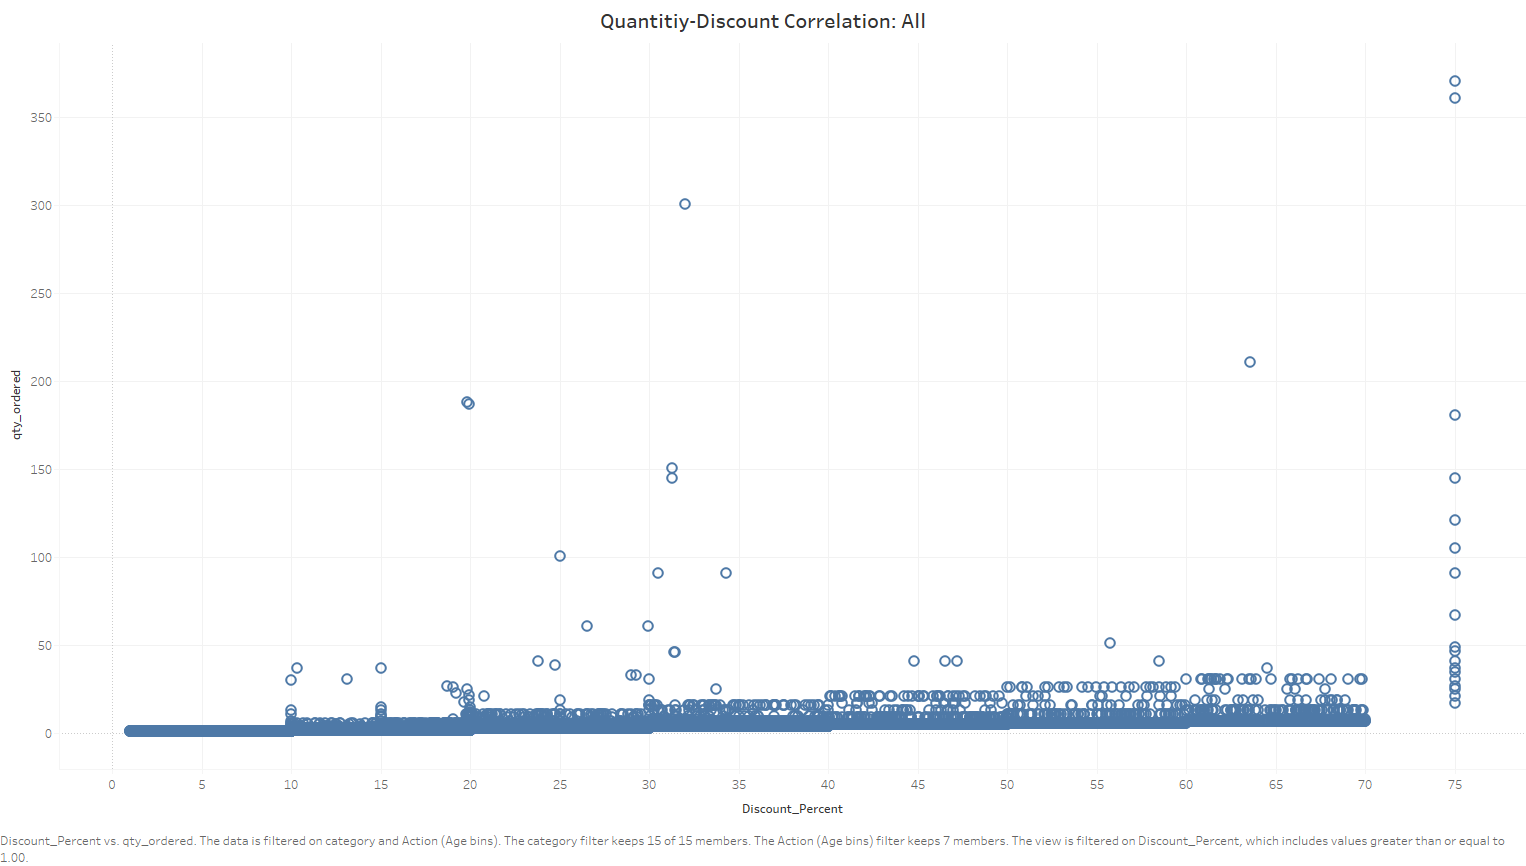 Quantitiy-Discount Correlation: All
350
300
250
200
150
100
50
0
qty_ordered
0 5 10 15 20 25 30 35 40 45 50 55 60 65 70 75
Discount_Percent
Discount_Percent vs. qty_ordered. The data is filtered on category and Action (Age bins). The category filter keeps 15 of 15 members. The Action (Age bins) filter keeps 7 members. The view is filtered on Discount_Percent, which includes values greater than or equal to
1.00.